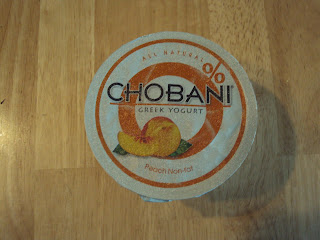 ALL NATURAL
0%
CHOBANI
GREEK YOGURT
Peach Non-fat